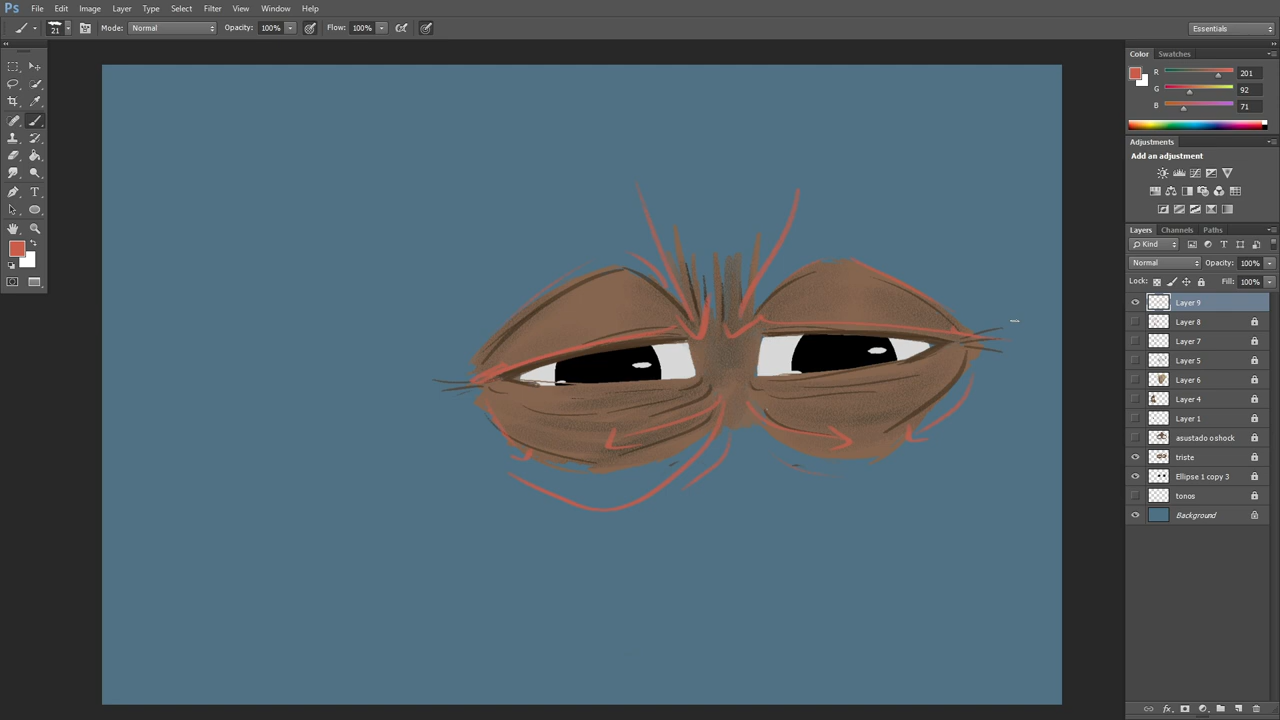 Ps File Edit Image Layer Type Select Filter View Window Help
21 Mode: Normal Opacity: 100% Flow: 100% Essentials
Color Swatches
R 201
G 92
B 71
Adjustments
Add an adjustment
Layers Channels Paths
Kind
Normal Opacity: 100%
Lock: Fill: 100%
Layer 9
Layer 8
Layer 7
Layer 5
Layer 6
Layer 4
Layer 1
asustado o shock
triste
Ellipse 1 copy 3
tonos
Background